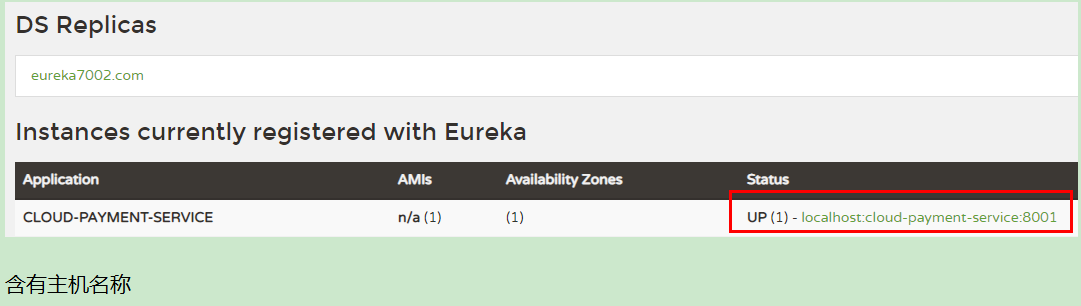 DS Replicas
eureka7002.com
Instances currently registered with Eureka
Application AMIs Availability Zones Status
CLOUD-PAYMENT-SERVICE n/a (1) (1) UP (1) - localhost:cloud-payment-service:8001
含有主机名称